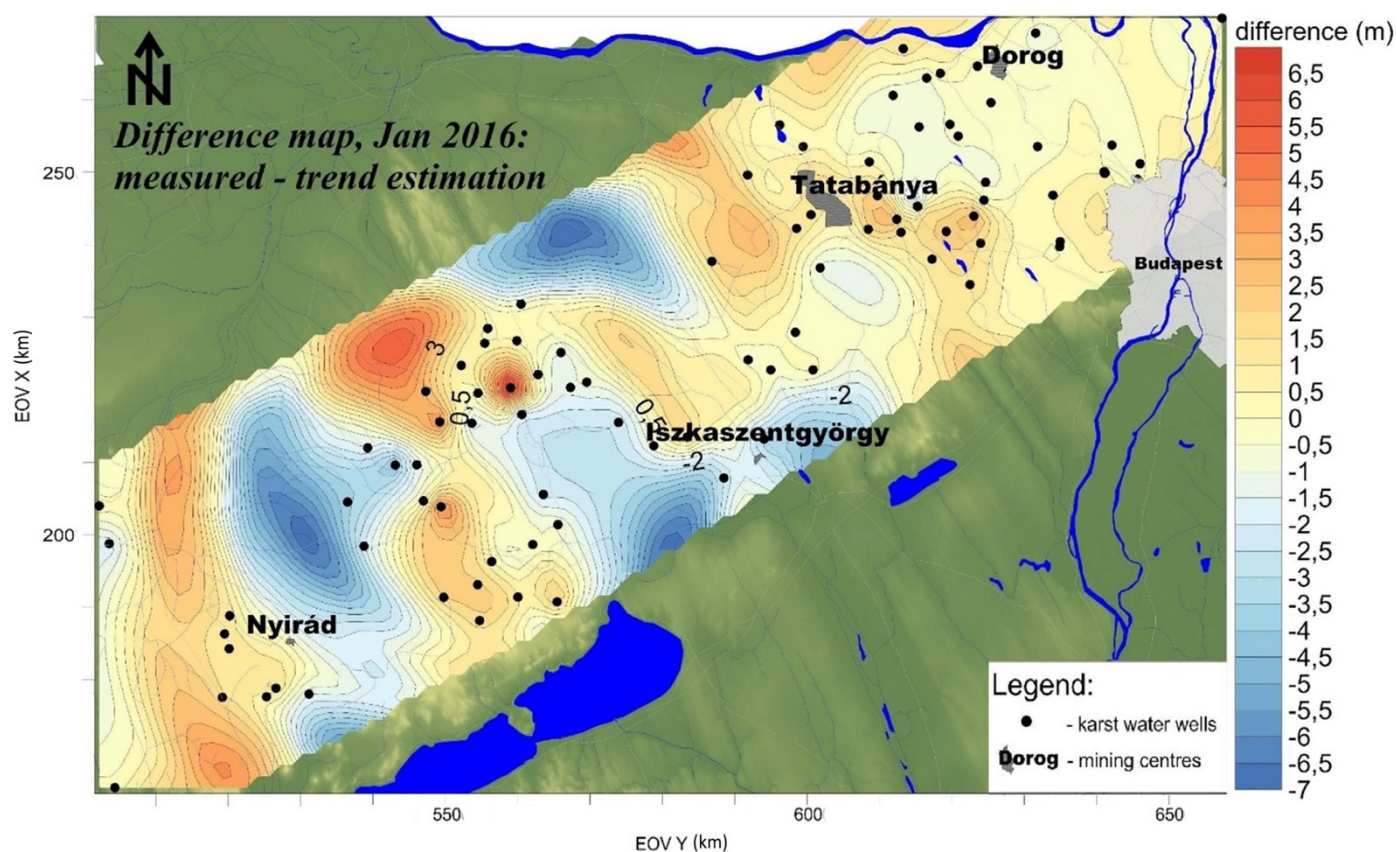 difference (m)
N
Difference map, Jan 2016:
measured - trend estimation
Dorog
Tatabánya
Budapest
3
0,5
0,5
Iszkaszentgyörgy
-2
-2
Nyirád
6,5
6
5,5
5
4,5
4
3,5
3
2,5
2
1,5
1
0,5
0
-0,5
-1
-1,5
-2
-2,5
-3
-3,5
-4
-4,5
-5
-5,5
-6
-6,5
-7
EOV X (km)
250
200
Legend:
- karst water wells
Dorog - mining centres
550
600
650
EOV Y (km)